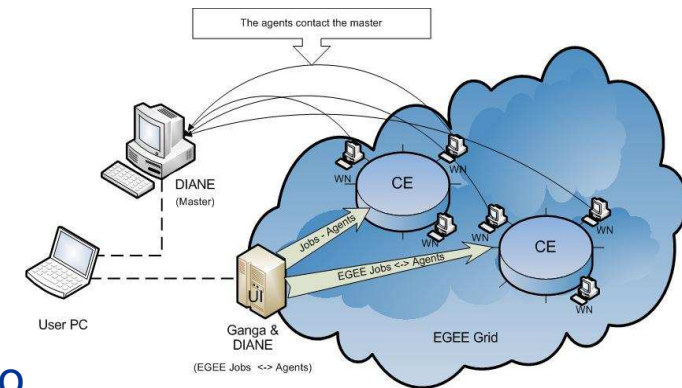 The agents contact the master
DIANE
(Master)
WN
WN
CE
WN
WN
WN
CE
WN
Jobs - Agents
EGEE Jobs <-> Agents
UI
User PC
Ganga &
DIANE
(EGEE Jobs <-> Agents)
EGEE Grid